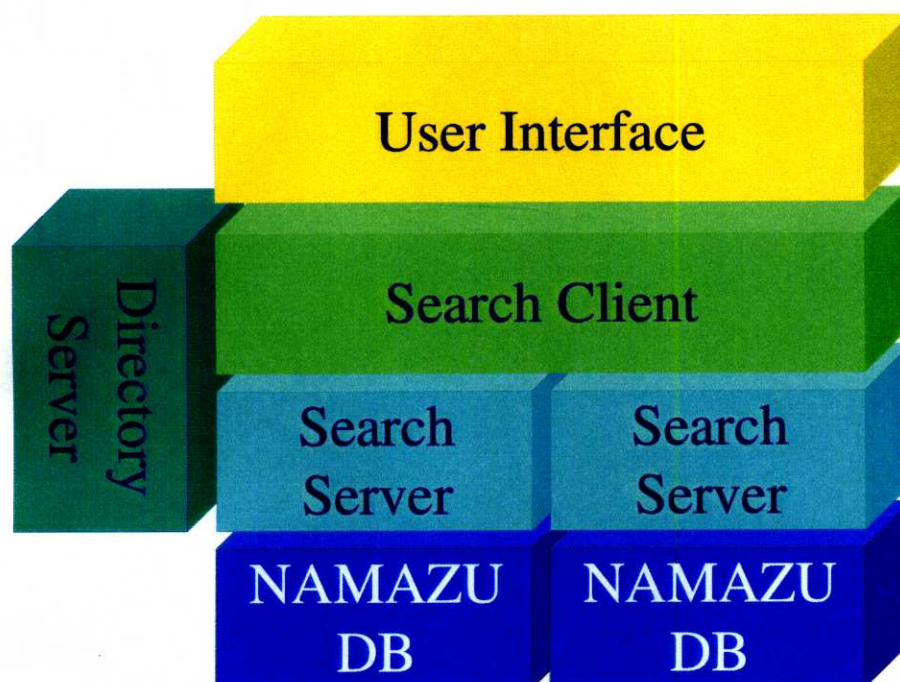 User Interface
Search Client
Directory
Server
Search
Server
Search
Server
NAMAZU
DB
NAMAZU
DB